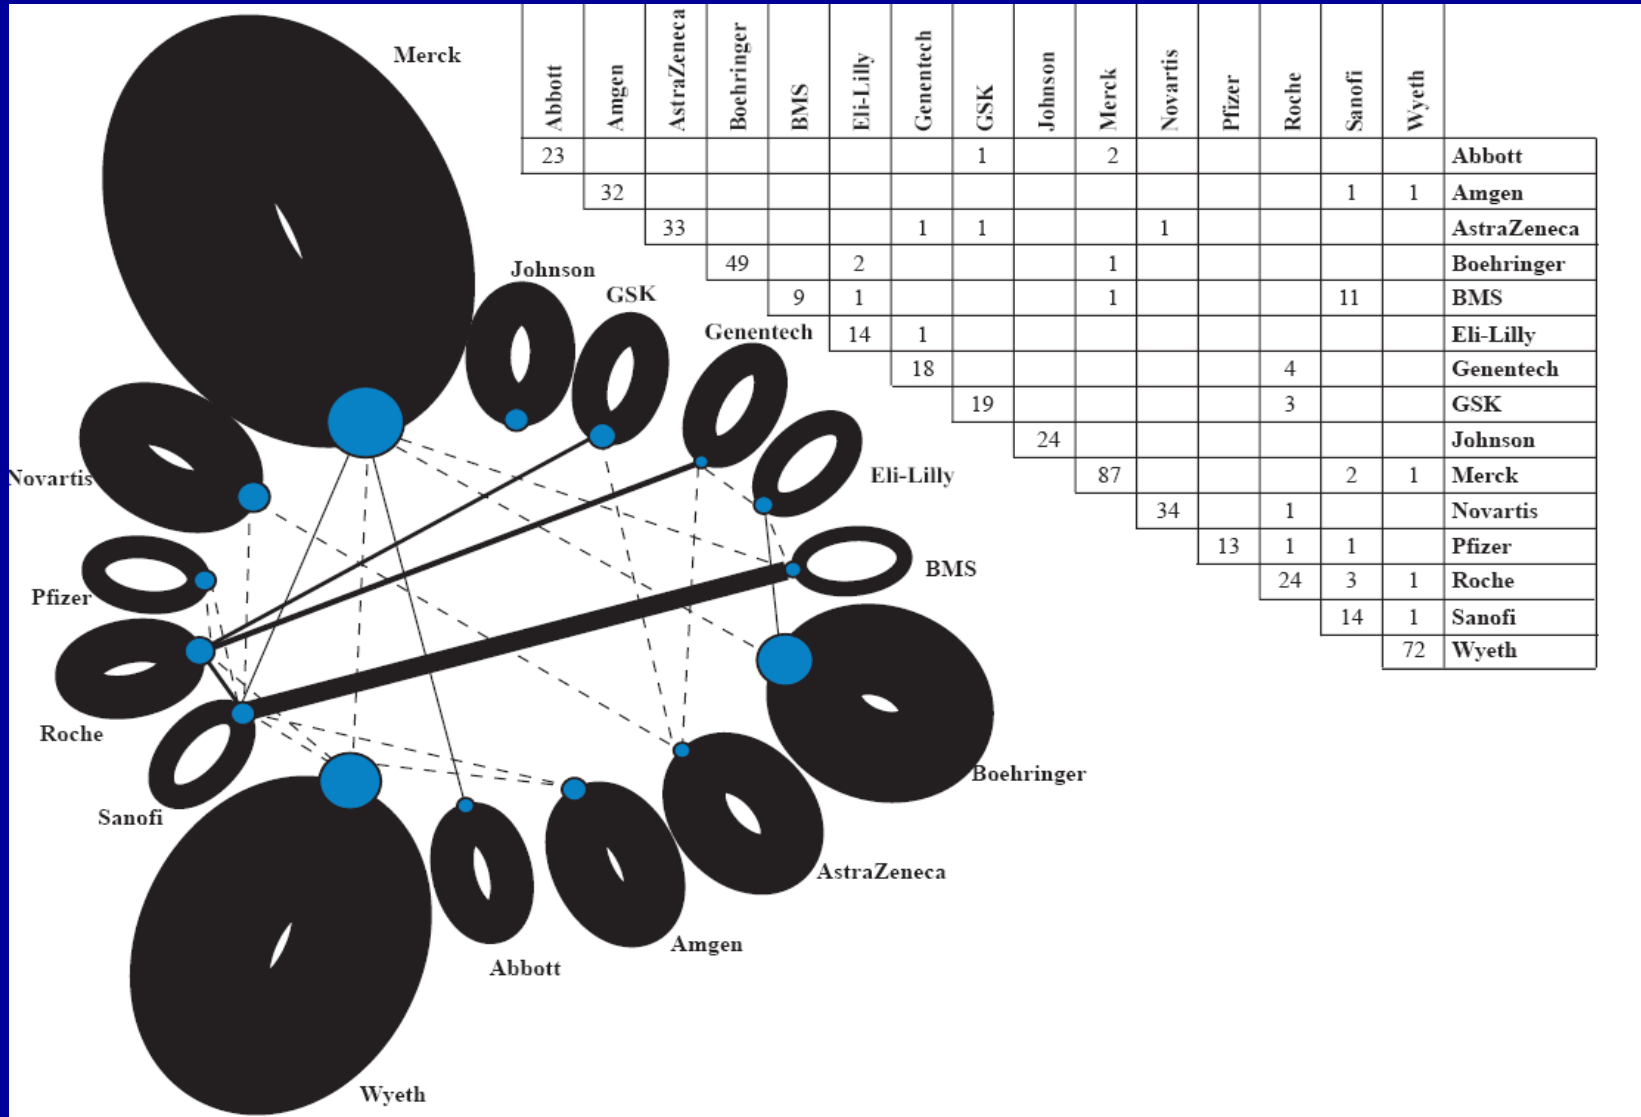 Merck
Johnson
GSK
Genentech
Eli-Lilly
Novartis
BMS
Pfizer
Roche
Sanofi
Boehringer
AstraZeneca
Amgen
Abbott
Wyeth
Abbott Amgen AstraZeneca Boehringer BMS Eli-Lilly Genentech GSK Johnson Merck Novartis Pfizer Roche Sanofi Wyeth
23 1 2 Abbott
32 1 1 Amgen
33 1 1 1 AstraZeneca
49 2 1 Boehringer
9 1 1 11 BMS
14 1 Eli-Lilly
18 4 Genentech
19 3 GSK
24 Johnson
87 2 1 Merck
34 1 Novartis
13 1 1 Pfizer
24 3 1 Roche
14 1 Sanofi
72 Wyeth